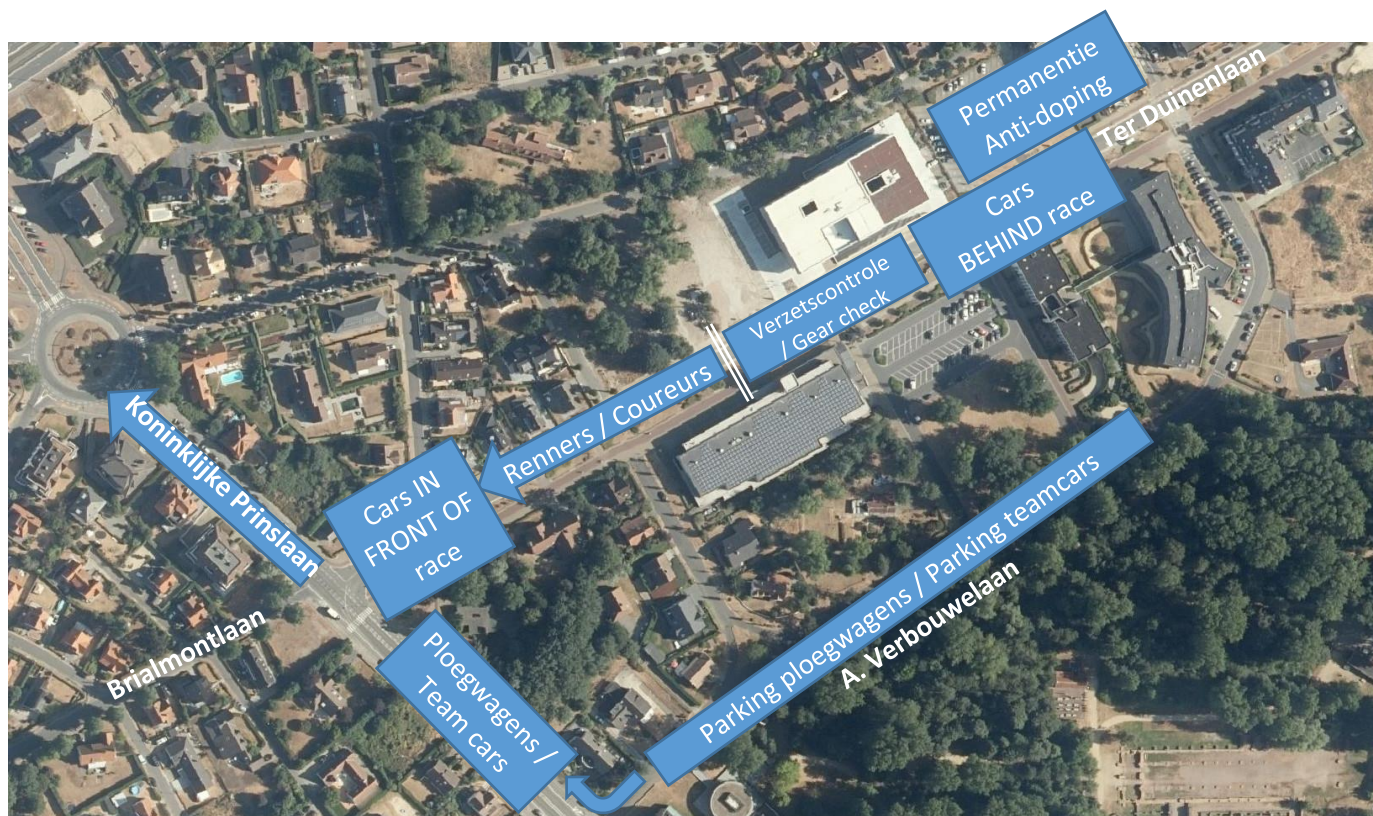 Permanentie
Anti-doping
Ter Duinenlaan
Cars
BEHIND race
Verzetscontrole
/ Gear check
Renners / Coureurs
Koninklijke Prinslaan
Cars IN
FRONT OF
race
Parking ploegwagens / Parking teamcars
A. Verbouwelaan
Brialmontlaan
Ploegwagens /
Team cars